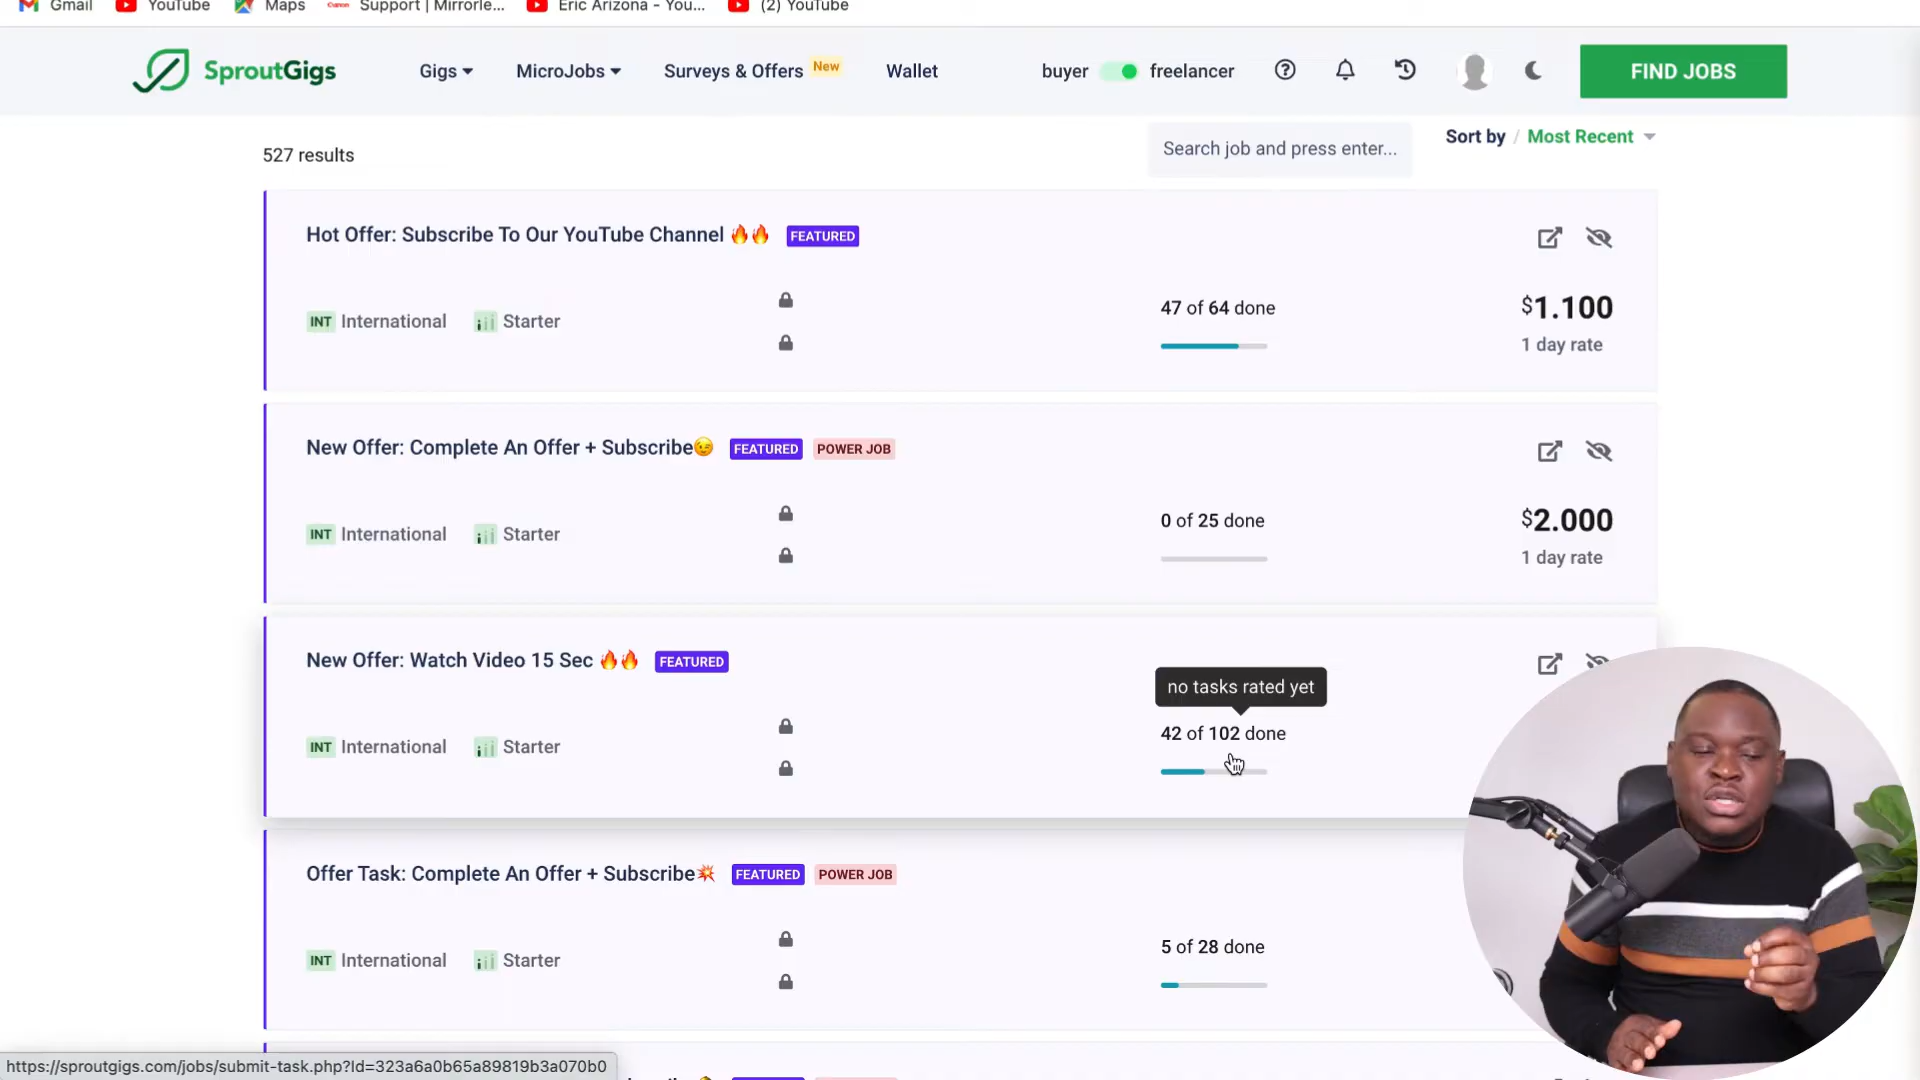 Gmail YouTube Maps Canon Support | Mirrorle... Eric Arizona - You... (2) YouTube
SproutGigs Gigs MicroJobs Surveys & Offers New Wallet buyer freelancer FIND JOBS
527 results Search job and press enter... Sort by / Most Recent
Hot Offer: Subscribe To Our YouTube Channel 🔥🔥 FEATURED
INT International Starter 47 of 64 done $1.100
1 day rate
New Offer: Complete An Offer + Subscribe😉 FEATURED POWER JOB
INT International Starter 0 of 25 done $2.000
1 day rate
New Offer: Watch Video 15 Sec 🔥🔥 FEATURED
no tasks rated yet
INT International Starter 42 of 102 done
Offer Task: Complete An Offer + Subscribe💥 FEATURED POWER JOB
INT International Starter 5 of 28 done
https://sproutgigs.com/jobs/submit-task.php?Id=323a6a0b65a89819b3a070b0